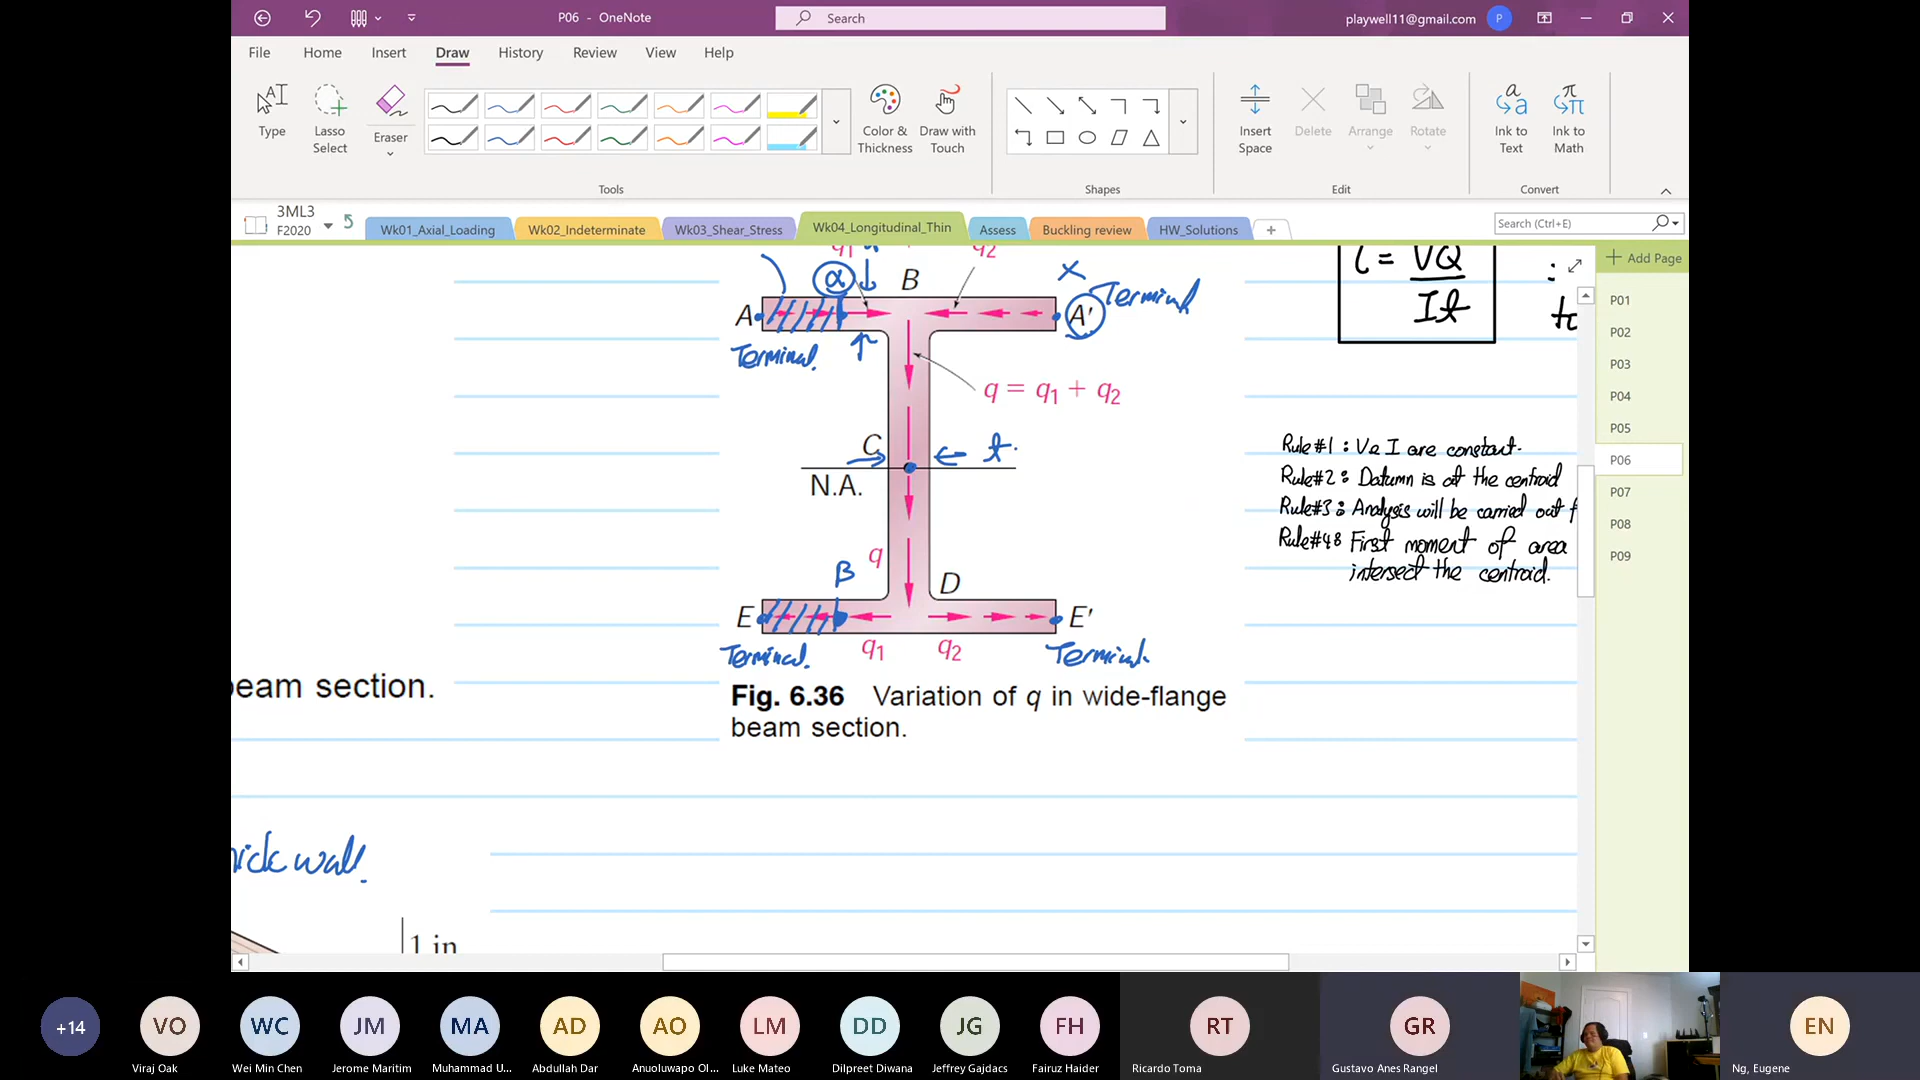 P06 - OneNote
Search
playwell11@gmail.com
P
File
Home
Insert
Draw
History
Review
View
Help
Type
Lasso Select
Eraser
Color & Thickness
Draw with Touch
Insert Space
Delete
Arrange
Rotate
Ink to Text
Ink to Math
Tools
Shapes
Edit
Convert
3ML3
F2020
Wk01_Axial_Loading
Wk02_Indeterminate
Wk03_Shear_Stress
Wk04_Longitudinal_Thin
Assess
Buckling review
HW_Solutions
Search (Ctrl+E)
Add Page
P01
P02
P03
P04
P05
P06
P07
P08
P09
q1
q2
α
B
X
A
A'
Terminal
Terminal.
q = q1 + q2
C
t.
N.A.
q
β
D
E
E'
Terminal.
q1
q2
Terminal.
Fig. 6.36 Variation of q in wide-flange
beam section.
= VQ
It
Rule#1: V & I are constant.
Rule#2: Datumn is at the centroid
Rule#3: Analysis will be carried out f
Rule#4: First moment of area
intersect the centroid.
beam section.
hick wall.
1 in
+14
VO
WC
JM
MA
AD
AO
LM
DD
JG
FH
RT
GR
EN
Viraj Oak
Wei Min Chen
Jerome Maritim
Muhammad U...
Abdullah Dar
Anuoluwapo Ol...
Luke Mateo
Dilpreet Diwana
Jeffrey Gajdacs
Fairuz Haider
Ricardo Toma
Gustavo Anes Rangel
Ng, Eugene